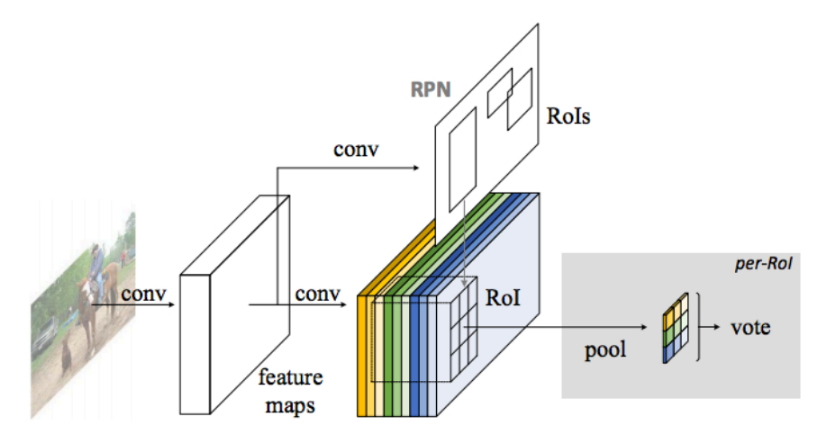 RPN
RoIs
conv
conv
conv
RoI
feature
maps
per-RoI
pool
vote